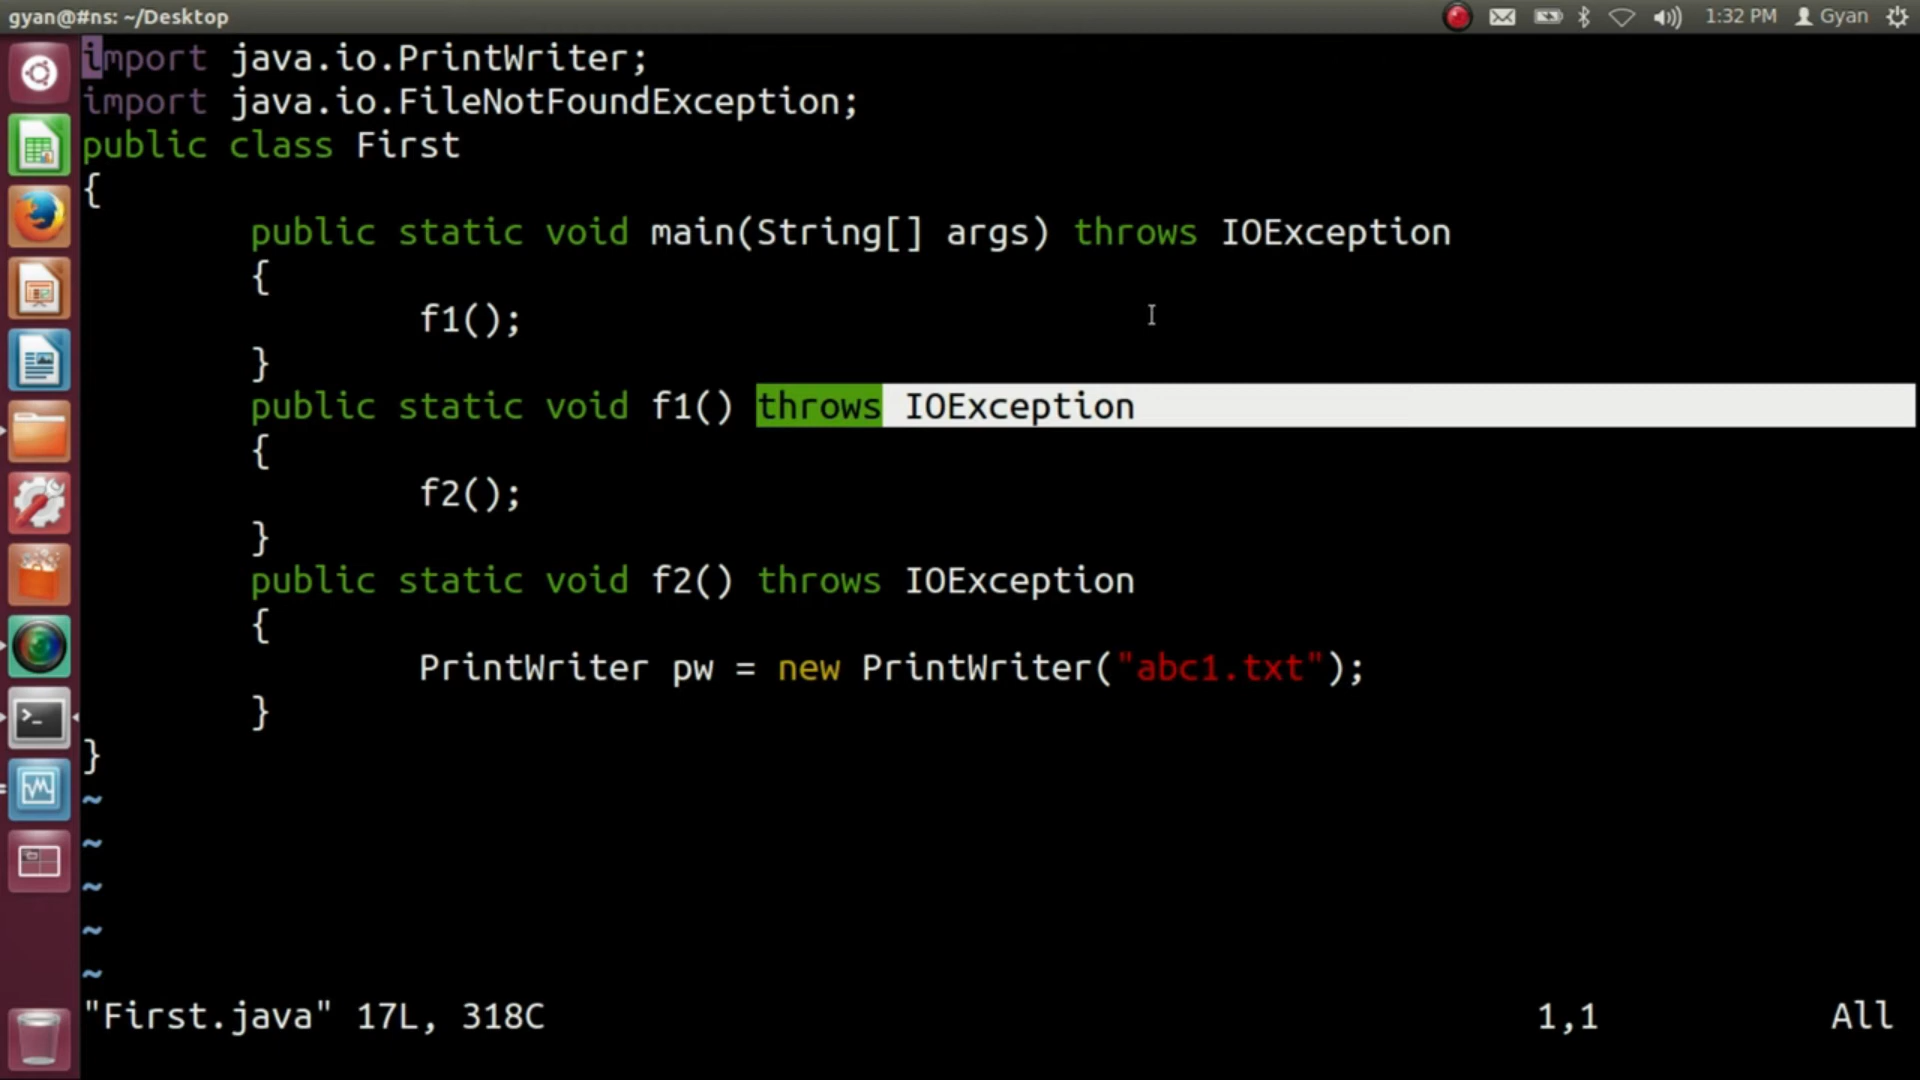 gyan@#ns: ~/Desktop
1:32 PM Gyan
import java.io.PrintWriter;
import java.io.FileNotFoundException;
public class First
{
public static void main(String[] args) throws IOException
{
f1();
}
public static void f1() throws IOException
{
f2();
}
public static void f2() throws IOException
{
PrintWriter pw = new PrintWriter("abc1.txt");
}
}
~
~
~
~
~
"First.java" 17L, 318C 1,1 All